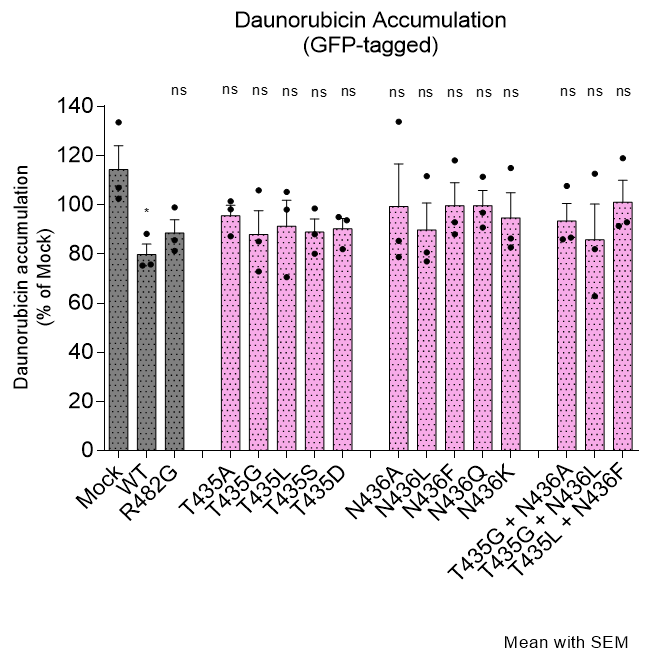 Daunorubicin Accumulation
(GFP-tagged)
ns ns ns ns ns ns ns ns ns ns ns ns ns ns
*
Daunorubicin accumulation
(% of Mock)
140
120
100
80
60
40
20
0
Mock
WT
R482G
T435A
T435G
T435L
T435S
T435D
N436A
N436L
N436F
N436Q
N436K
T435G + N436A
T435G + N436L
T435L + N436F
Mean with SEM